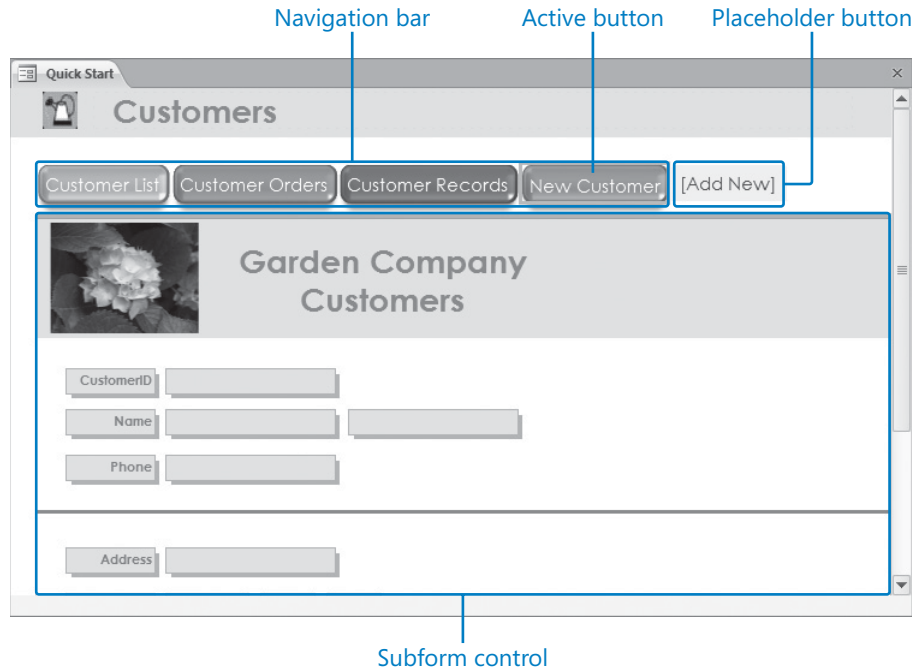 Navigation bar Active button Placeholder button
Quick Start
Customers
Customer List Customer Orders Customer Records New Customer [Add New]
Garden Company
Customers
CustomerID
Name
Phone
Address
Subform control